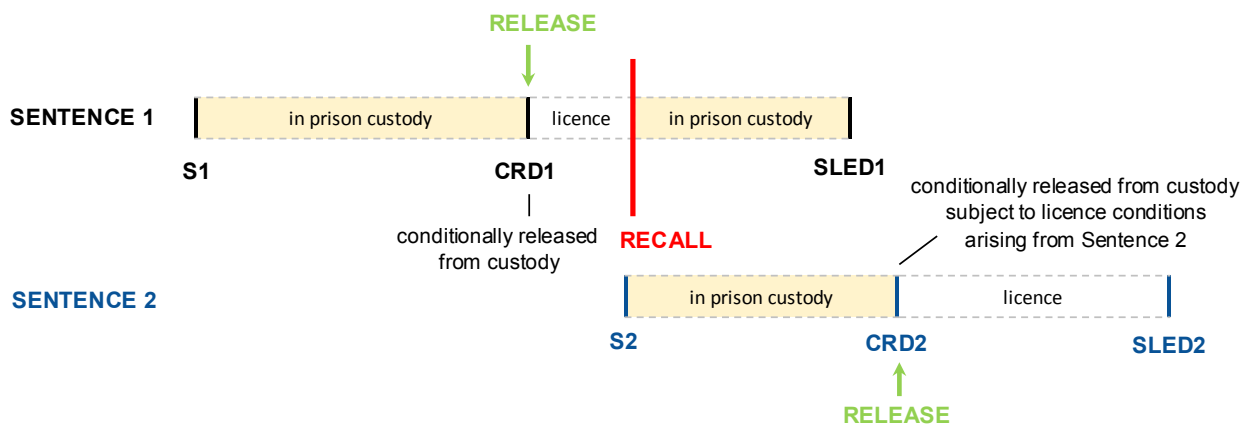 RELEASE
SENTENCE 1
in prison custody
licence
in prison custody
S1
CRD1
SLED1
conditionally released
from custody
RECALL
conditionally released from custody
subject to licence conditions
arising from Sentence 2
SENTENCE 2
in prison custody
licence
S2
CRD2
SLED2
RELEASE